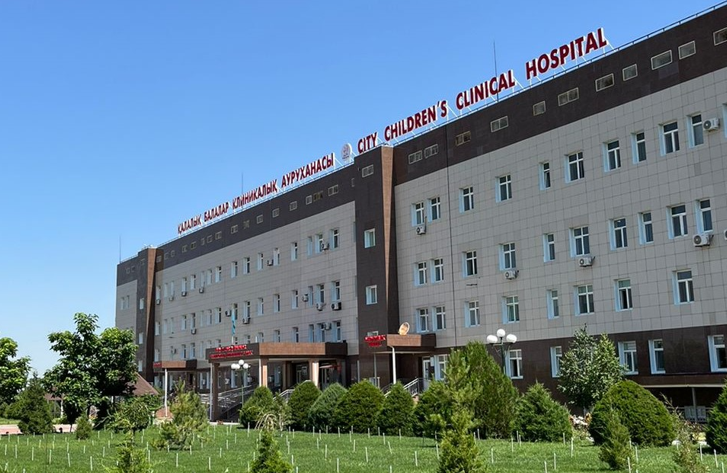 ҚАЛАЛЫҚ БАЛАЛАР КЛИНИКАЛЫҚ АУРУХАНАСЫ CITY CHILDREN'S CLINICAL HOSPITAL